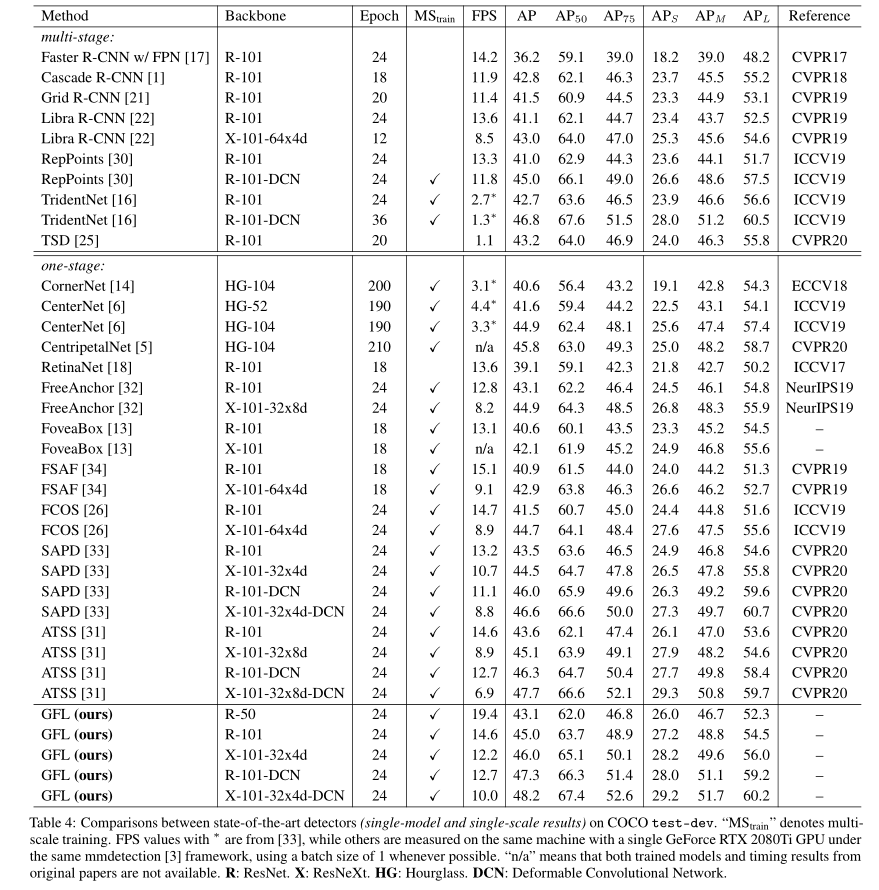 Method Backbone Epoch MStrain FPS AP AP50 AP75 APS APM APL Reference
multi-stage:
Faster R-CNN w/ FPN [17] R-101 24 14.2 36.2 59.1 39.0 18.2 39.0 48.2 CVPR17
Cascade R-CNN [1] R-101 18 11.9 42.8 62.1 46.3 23.7 45.5 55.2 CVPR18
Grid R-CNN [21] R-101 20 11.4 41.5 60.9 44.5 23.3 44.9 53.1 CVPR19
Libra R-CNN [22] R-101 24 13.6 41.1 62.1 44.7 23.4 43.7 52.5 CVPR19
Libra R-CNN [22] X-101-64x4d 12 8.5 43.0 64.0 47.0 25.3 45.6 54.6 CVPR19
RepPoints [30] R-101 24 13.3 41.0 62.9 44.3 23.6 44.1 51.7 ICCV19
RepPoints [30] R-101-DCN 24 ✓ 11.8 45.0 66.1 49.0 26.6 48.6 57.5 ICCV19
TridentNet [16] R-101 24 ✓ 2.7* 42.7 63.6 46.5 23.9 46.6 56.6 ICCV19
TridentNet [16] R-101-DCN 36 ✓ 1.3* 46.8 67.6 51.5 28.0 51.2 60.5 ICCV19
TSD [25] R-101 20 1.1 43.2 64.0 46.9 24.0 46.3 55.8 CVPR20
one-stage:
CornerNet [14] HG-104 200 ✓ 3.1* 40.6 56.4 43.2 19.1 42.8 54.3 ECCV18
CenterNet [6] HG-52 190 ✓ 4.4* 41.6 59.4 44.2 22.5 43.1 54.1 ICCV19
CenterNet [6] HG-104 190 ✓ 3.3* 44.9 62.4 48.1 25.6 47.4 57.4 ICCV19
CentripetalNet [5] HG-104 210 ✓ n/a 45.8 63.0 49.3 25.0 48.2 58.7 CVPR20
RetinaNet [18] R-101 18 13.6 39.1 59.1 42.3 21.8 42.7 50.2 ICCV17
FreeAnchor [32] R-101 24 ✓ 12.8 43.1 62.2 46.4 24.5 46.1 54.8 NeurIPS19
FreeAnchor [32] X-101-32x8d 24 ✓ 8.2 44.9 64.3 48.5 26.8 48.3 55.9 NeurIPS19
FoveaBox [13] R-101 18 ✓ 13.1 40.6 60.1 43.5 23.3 45.2 54.5 –
FoveaBox [13] X-101 18 ✓ n/a 42.1 61.9 45.2 24.9 46.8 55.6 –
FSAF [34] R-101 18 ✓ 15.1 40.9 61.5 44.0 24.0 44.2 51.3 CVPR19
FSAF [34] X-101-64x4d 18 ✓ 9.1 42.9 63.8 46.3 26.6 46.2 52.7 CVPR19
FCOS [26] R-101 24 ✓ 14.7 41.5 60.7 45.0 24.4 44.8 51.6 ICCV19
FCOS [26] X-101-64x4d 24 ✓ 8.9 44.7 64.1 48.4 27.6 47.5 55.6 ICCV19
SAPD [33] R-101 24 ✓ 13.2 43.5 63.6 46.5 24.9 46.8 54.6 CVPR20
SAPD [33] X-101-32x4d 24 ✓ 10.7 44.5 64.7 47.8 26.5 47.8 55.8 CVPR20
SAPD [33] R-101-DCN 24 ✓ 11.1 46.0 65.9 49.6 26.3 49.2 59.6 CVPR20
SAPD [33] X-101-32x4d-DCN 24 ✓ 8.8 46.6 66.6 50.0 27.3 49.7 60.7 CVPR20
ATSS [31] R-101 24 ✓ 14.6 43.6 62.1 47.4 26.1 47.0 53.6 CVPR20
ATSS [31] X-101-32x8d 24 ✓ 8.9 45.1 63.9 49.1 27.9 48.2 54.6 CVPR20
ATSS [31] R-101-DCN 24 ✓ 12.7 46.3 64.7 50.4 27.7 49.8 58.4 CVPR20
ATSS [31] X-101-32x8d-DCN 24 ✓ 6.9 47.7 66.6 52.1 29.3 50.8 59.7 CVPR20
GFL (ours) R-50 24 ✓ 19.4 43.1 62.0 46.8 26.0 46.7 52.3 –
GFL (ours) R-101 24 ✓ 14.6 45.0 63.7 48.9 27.2 48.8 54.5 –
GFL (ours) X-101-32x4d 24 ✓ 12.2 46.0 65.1 50.1 28.2 49.6 56.0 –
GFL (ours) R-101-DCN 24 ✓ 12.7 47.3 66.3 51.4 28.0 51.1 59.2 –
GFL (ours) X-101-32x4d-DCN 24 ✓ 10.0 48.2 67.4 52.6 29.2 51.7 60.2 –
Table 4: Comparisons between state-of-the-art detectors (single-model and single-scale results) on COCO test-dev. “MStrain” denotes multi-
scale training. FPS values with * are from [33], while others are measured on the same machine with a single GeForce RTX 2080Ti GPU under
the same mmdetection [3] framework, using a batch size of 1 whenever possible. “n/a” means that both trained models and timing results from
original papers are not available. R: ResNet. X: ResNeXt. HG: Hourglass. DCN: Deformable Convolutional Network.